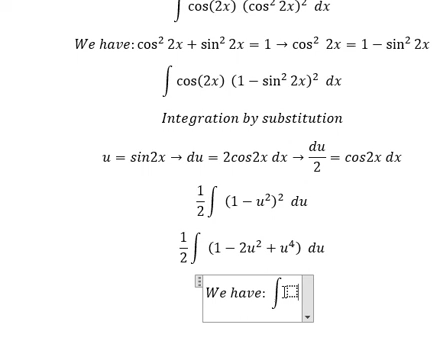 ∫ cos(2x) (cos² 2x)² dx
We have: cos² 2x + sin² 2x = 1 → cos² 2x = 1 − sin² 2x
∫ cos(2x) (1 − sin² 2x)² dx
Integration by substitution
u = sin2x → du = 2cos2x dx → du/2 = cos2x dx
1/2 ∫ (1 − u²)² du
1/2 ∫ (1 − 2u² + u⁴) du
We have: ∫